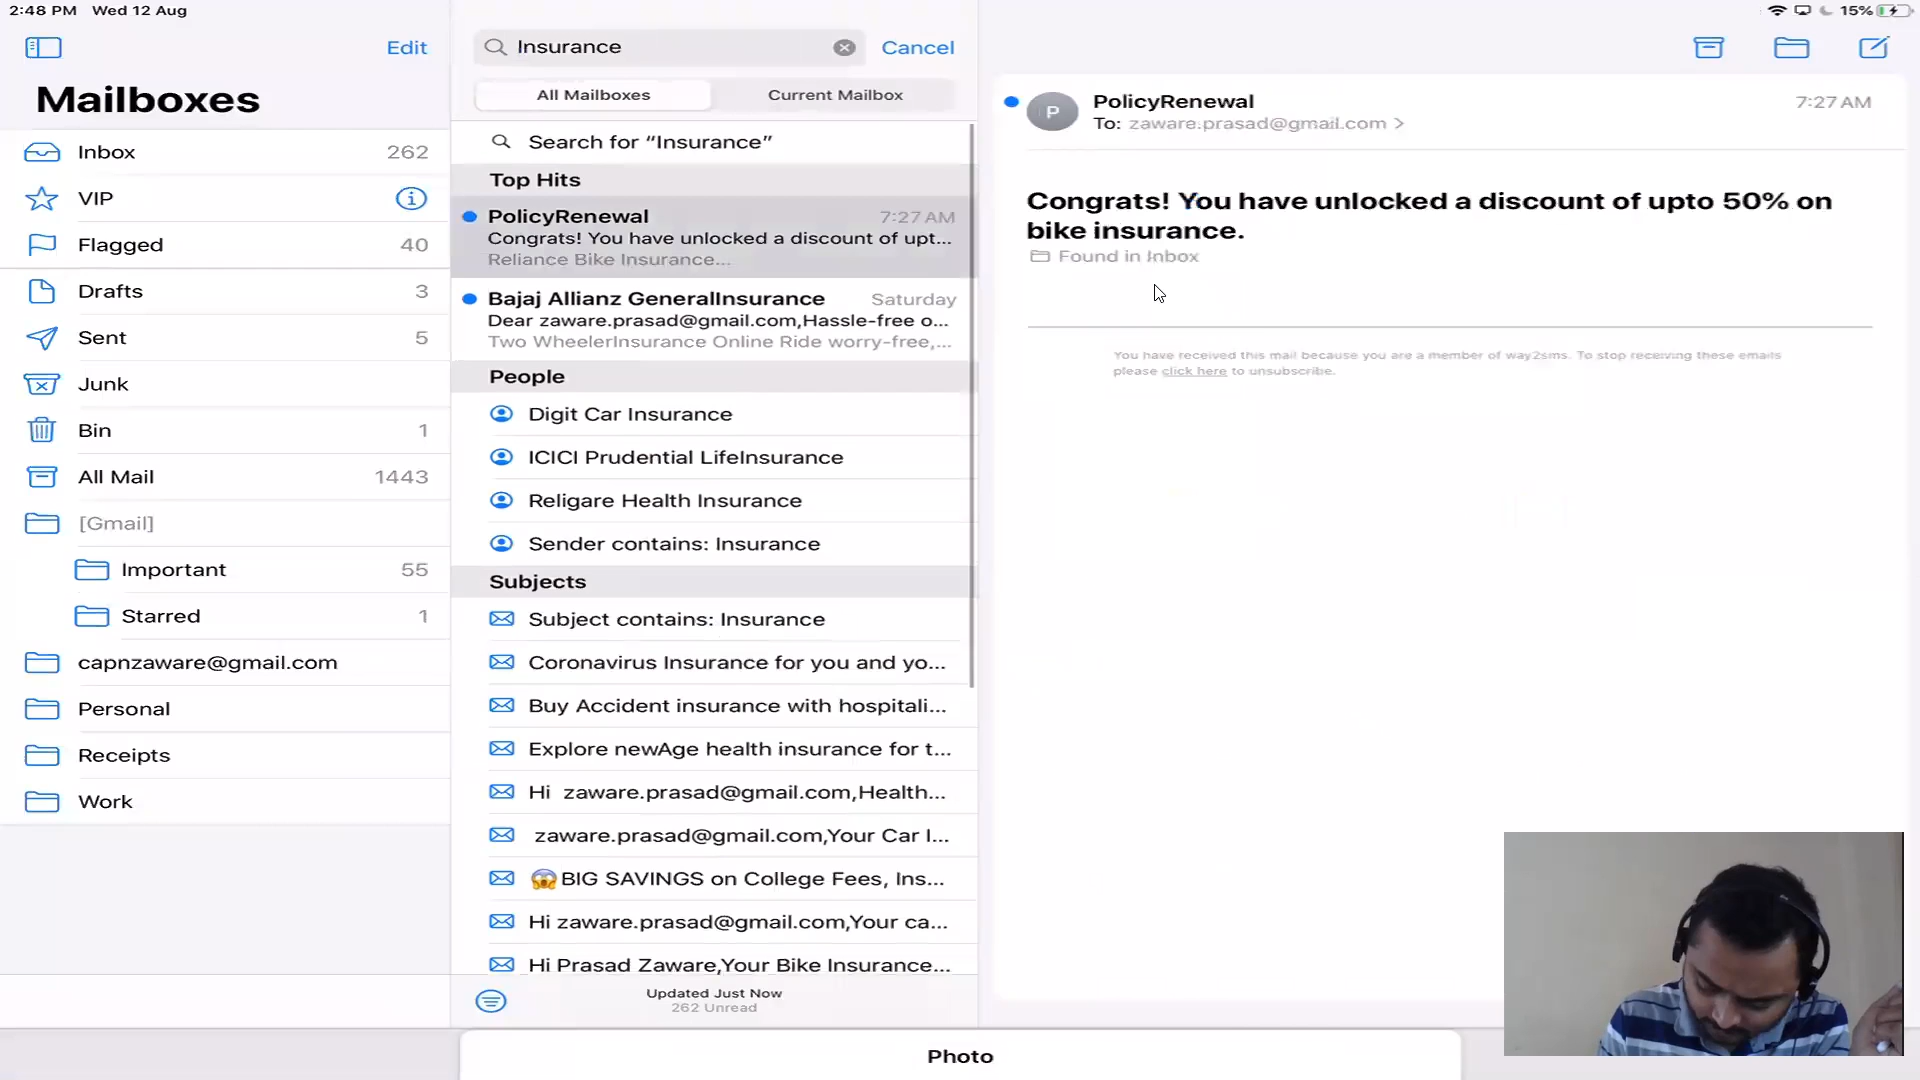 2:48 PM Wed 12 Aug
15%
Edit
Mailboxes
Inbox 262
VIP
Flagged 40
Drafts 3
Sent 5
Junk
Bin 1
All Mail 1443
[Gmail]
Important 55
Starred 1
capnzaware@gmail.com
Personal
Receipts
Work
Insurance
Cancel
All Mailboxes Current Mailbox
Search for “Insurance”
Top Hits
PolicyRenewal 7:27 AM
Congrats! You have unlocked a discount of upt...
Reliance Bike Insurance...
Bajaj Allianz GeneralInsurance Saturday
Dear zaware.prasad@gmail.com,Hassle-free o...
Two WheelerInsurance Online Ride worry-free,...
People
Digit Car Insurance
ICICI Prudential LifeInsurance
Religare Health Insurance
Sender contains: Insurance
Subjects
Subject contains: Insurance
Coronavirus Insurance for you and yo...
Buy Accident insurance with hospitali...
Explore newAge health insurance for t...
Hi zaware.prasad@gmail.com,Health...
zaware.prasad@gmail.com,Your Car I...
😱BIG SAVINGS on College Fees, Ins...
Hi zaware.prasad@gmail.com,Your ca...
Hi Prasad Zaware,Your Bike Insurance...
Updated Just Now
262 Unread
P
PolicyRenewal 7:27 AM
To: zaware.prasad@gmail.com >
Congrats! You have unlocked a discount of upto 50% on
bike insurance.
Found in Inbox
You have received this mail because you are a member of way2sms. To stop receiving these emails
please click here to unsubscribe.
Photo